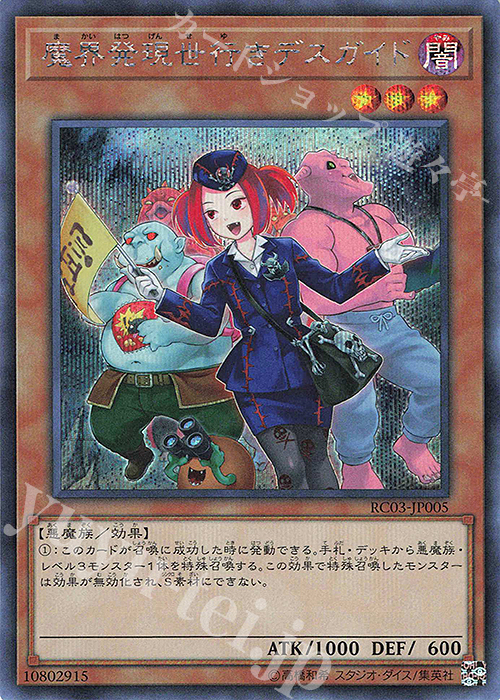 魔界発現世行きデスガイド
闇
RC03-JP005
【悪魔族／効果】
①：このカードが召喚に成功した時に発動できる。手札・デッキから悪魔族・
レベル３モンスター１体を特殊召喚する。この効果で特殊召喚したモンスター
は効果が無効化され、S素材にできない。
ATK/1000 DEF/ 600
10802915
©高橋和希 スタジオ・ダイス/集英社
yuyu-tei.jp